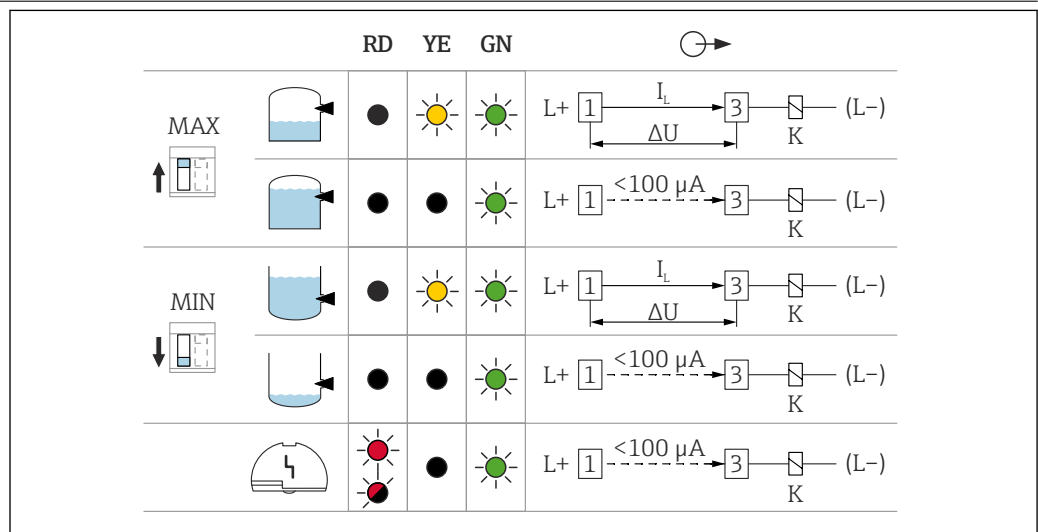 RD YE GN
MAX
L+ 1 I_L 3 (L–)
ΔU K
L+ 1 <100 µA 3 (L–)
K
MIN
L+ 1 I_L 3 (L–)
ΔU K
L+ 1 <100 µA 3 (L–)
K
L+ 1 <100 µA 3 (L–)
K